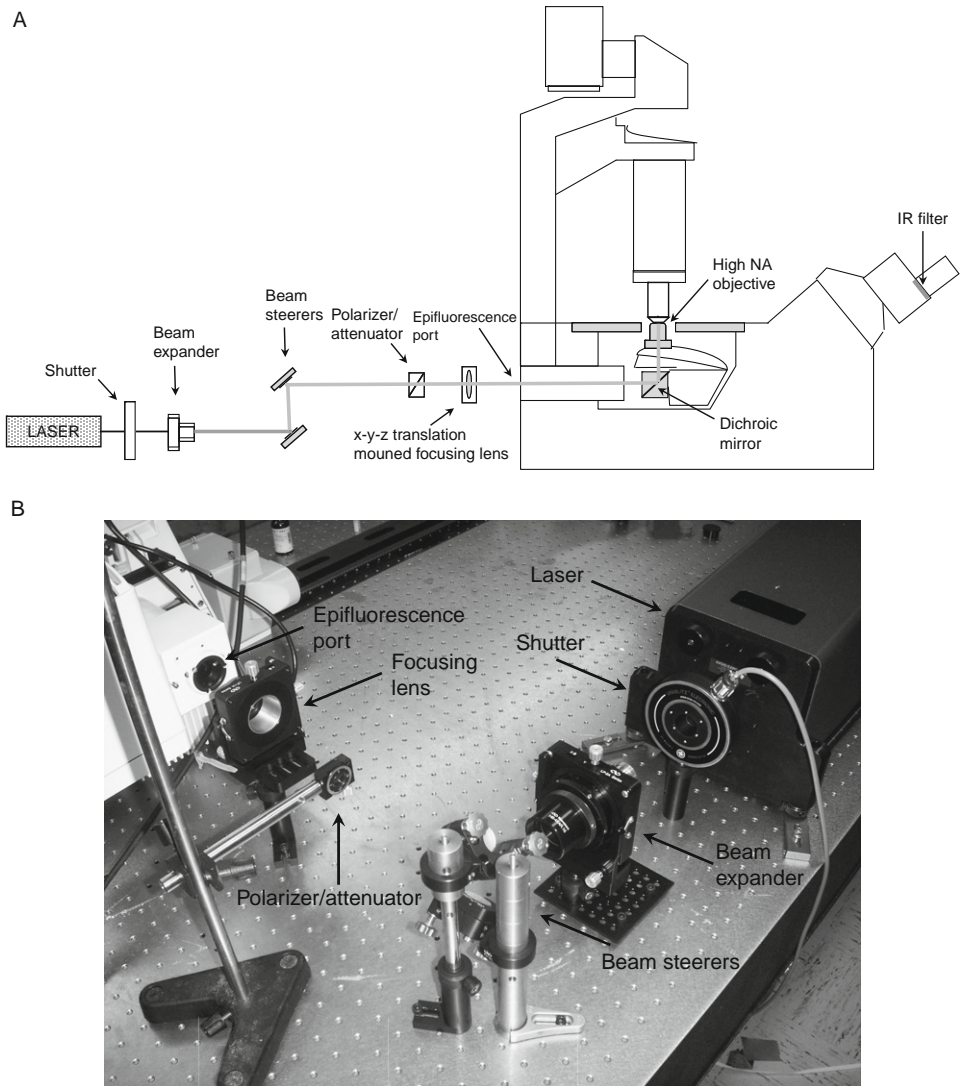 A
IR filter
High NA
objective
Beam
steerers
Polarizer/
attenuator
Epifluorescence
port
Beam
expander
Shutter
LASER
x-y-z translation
mouned focusing lens
Dichroic
mirror
B
Laser
Epifluorescence
port
Shutter
Focusing
lens
Beam
expander
Polarizer/attenuator
Beam steerers